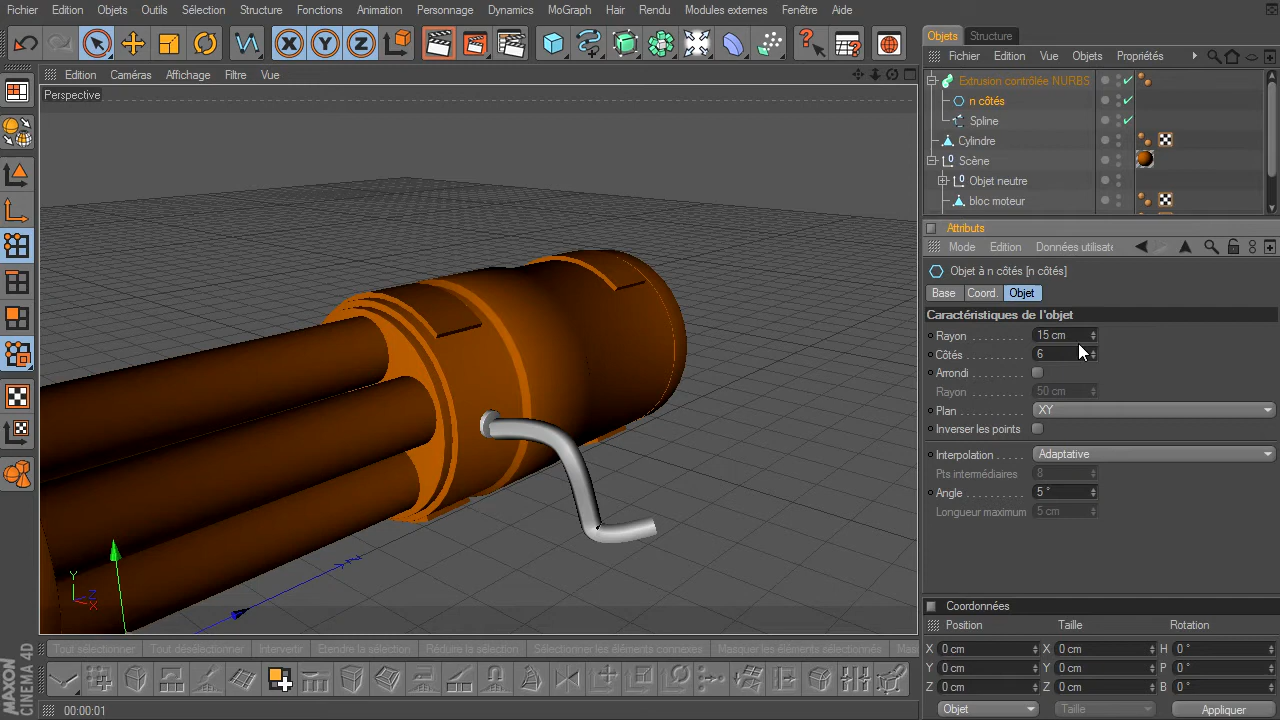 Fichier Edition Objets Outils Sélection Structure Fonctions Animation Personnage Dynamics MoGraph Hair Rendu Modules externes Fenêtre Aide
Objets Structure
Fichier Edition Vue Objets Propriétés
Edition Caméras Affichage Filtre Vue
Perspective
Extrusion contrôlée NURBS
n côtés
Spline
Cylindre
Scène
Objet neutre
bloc moteur
Attributs
Mode Edition Données utilisate
Objet à n côtés [n côtés]
Base Coord. Objet
Caractéristiques de l'objet
Rayon 15 cm
Côtés 6
Arrondi
Rayon 50 cm
Plan XY
Inverser les points
Interpolation Adaptative
Pts intermédiaires 8
Angle 5 °
Longueur maximum 5 cm
Y
Z
X
Coordonnées
Position Taille Rotation
X 0 cm X 0 cm H 0 °
Y 0 cm Y 0 cm P 0 °
Z 0 cm Z 0 cm B 0 °
Objet Taille Appliquer
Tout sélectionner Tout désélectionner Intervertir Etendre la sélection Réduire la sélection Sélectionner les éléments connexes Masquer les éléments sélectionnés Mas
MAXON
CINEMA 4D
00:00:01